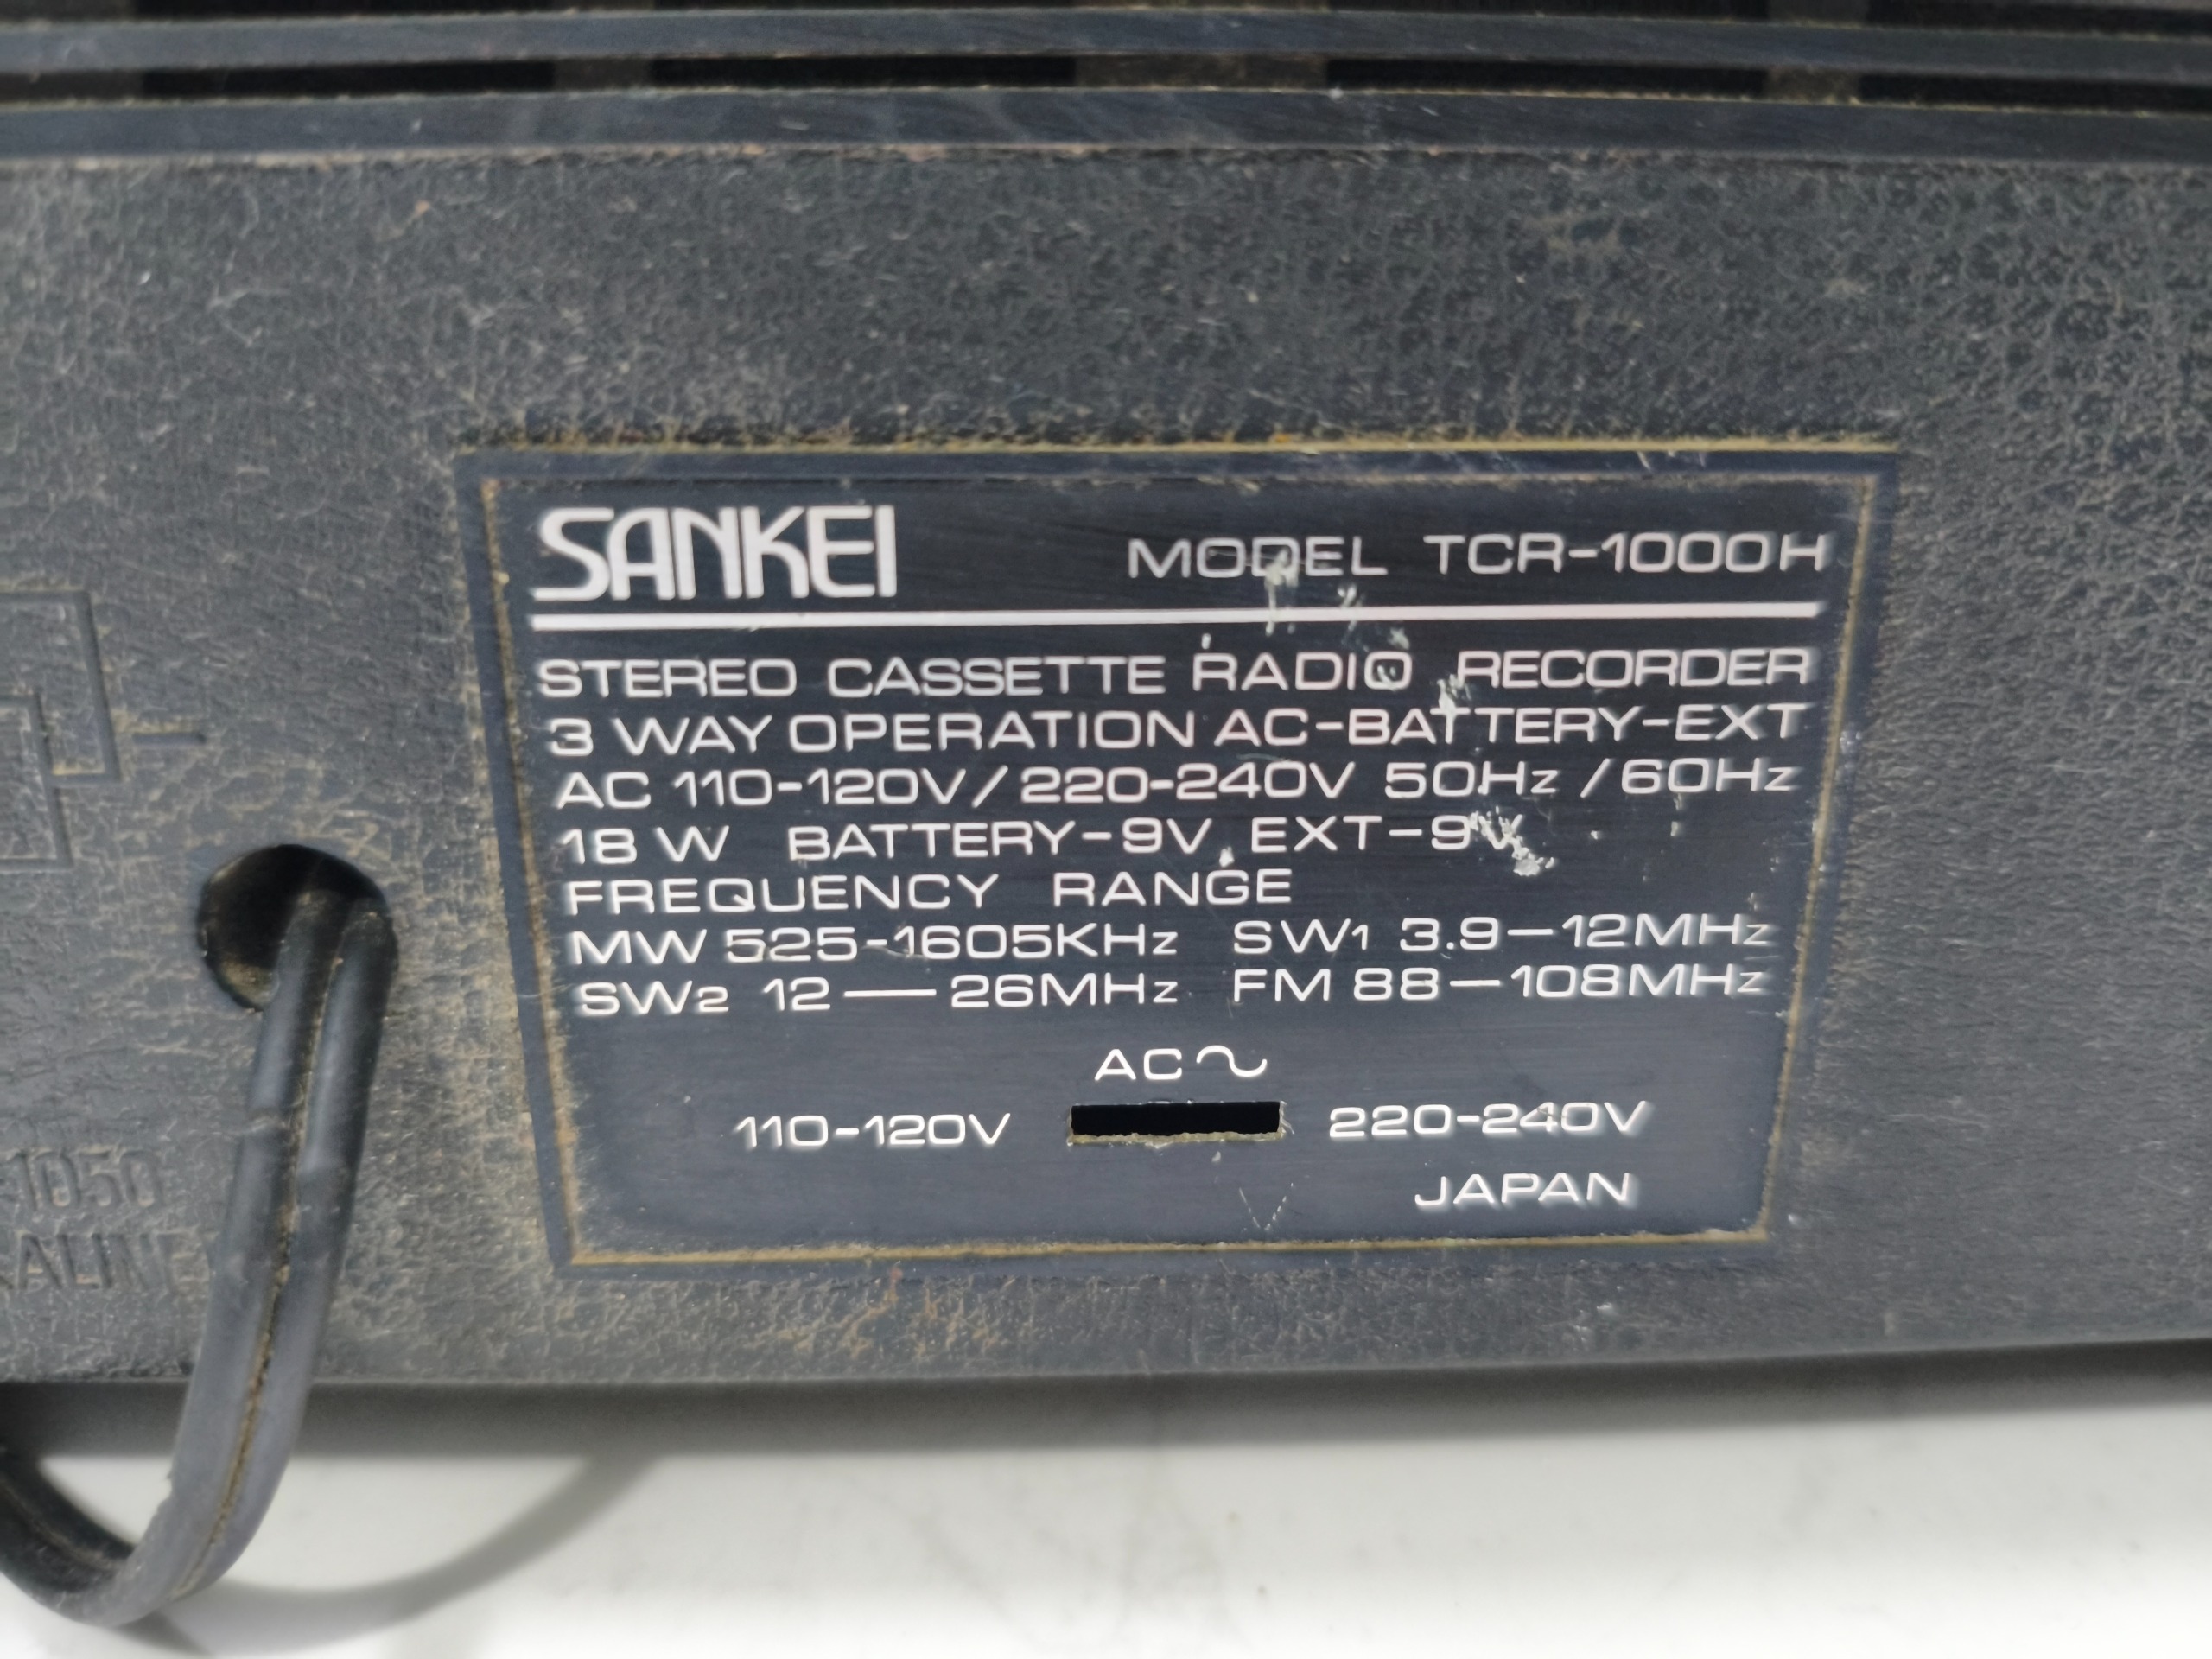 SANKEI MODEL TCR-1000H
STEREO CASSETTE RADIO RECORDER
3 WAY OPERATION AC-BATTERY-EXT
AC 110-120V/220-240V 50Hz/60Hz
18 W BATTERY-9V EXT-9V
FREQUENCY RANGE
MW 525-1605KHz SW1 3.9-12MHz
SW2 12-26MHz FM 88-108MHz
AC~
110-120V 220-240V
JAPAN
1050